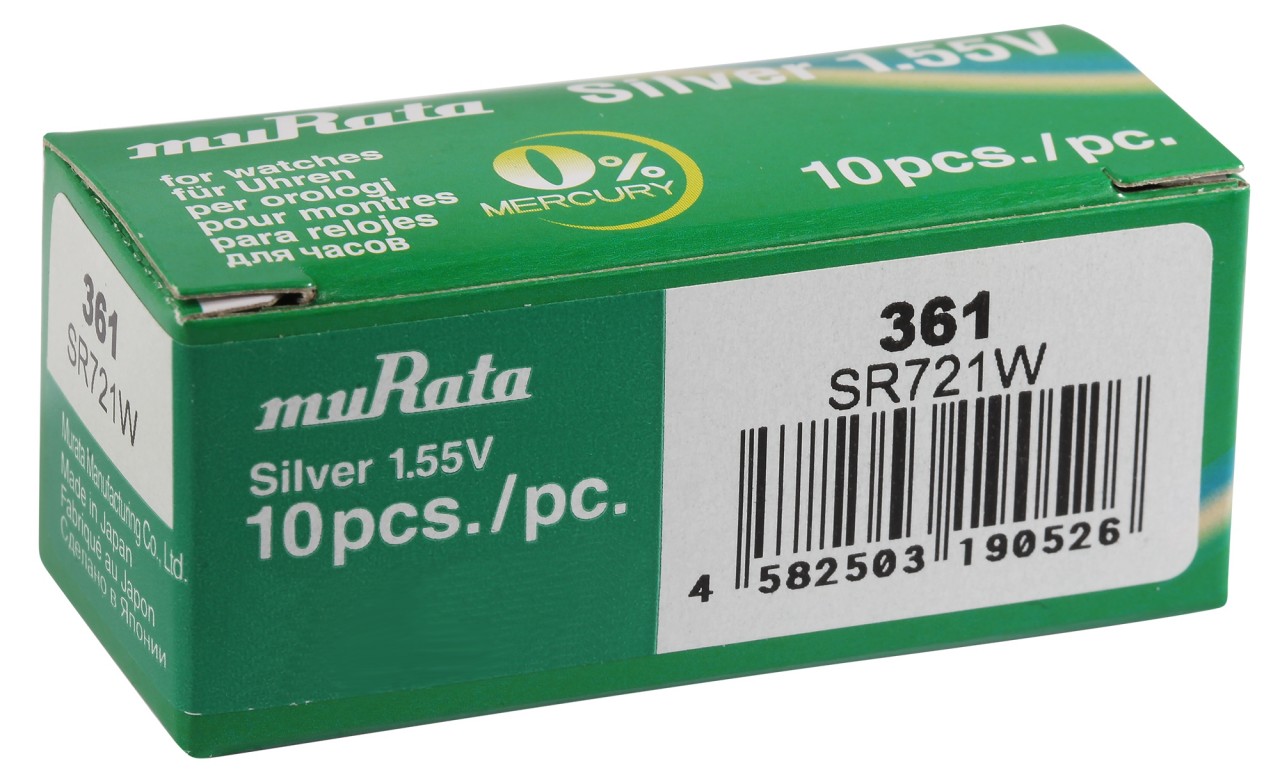 muRata
Silver 1.55V
for watches
für Uhren
per orologi
pour montres
para relojes
для часов
0%
MERCURY
10pcs./pc.
361
SR721W
Murata Manufacturing Co., Ltd.
Made in Japan
Fabriqué au Japon
Сделано в Японии
muRata
Silver 1.55V
10pcs./pc.
361
SR721W
4 582503 190526